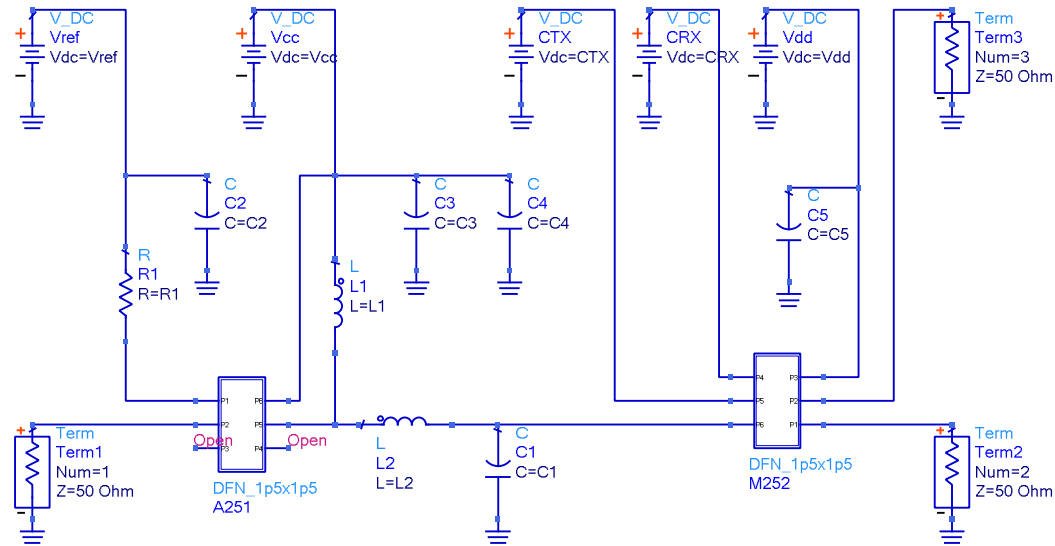 V_DC
Vref
Vdc=Vref
V_DC
Vcc
Vdc=Vcc
V_DC
CTX
Vdc=CTX
V_DC
CRX
Vdc=CRX
V_DC
Vdd
Vdc=Vdd
Term
Term3
Num=3
Z=50 Ohm
C
C2
C=C2
C
C3
C=C3
C
C4
C=C4
C
C5
C=C5
R
R1
R=R1
L
L1
L=L1
P1
P2
P3
P6
P5
P4
Open
Open
DFN_1p5x1p5
A251
P4
P5
P6
P3
P2
P1
DFN_1p5x1p5
M252
Term
Term1
Num=1
Z=50 Ohm
L
L2
L=L2
C
C1
C=C1
Term
Term2
Num=2
Z=50 Ohm